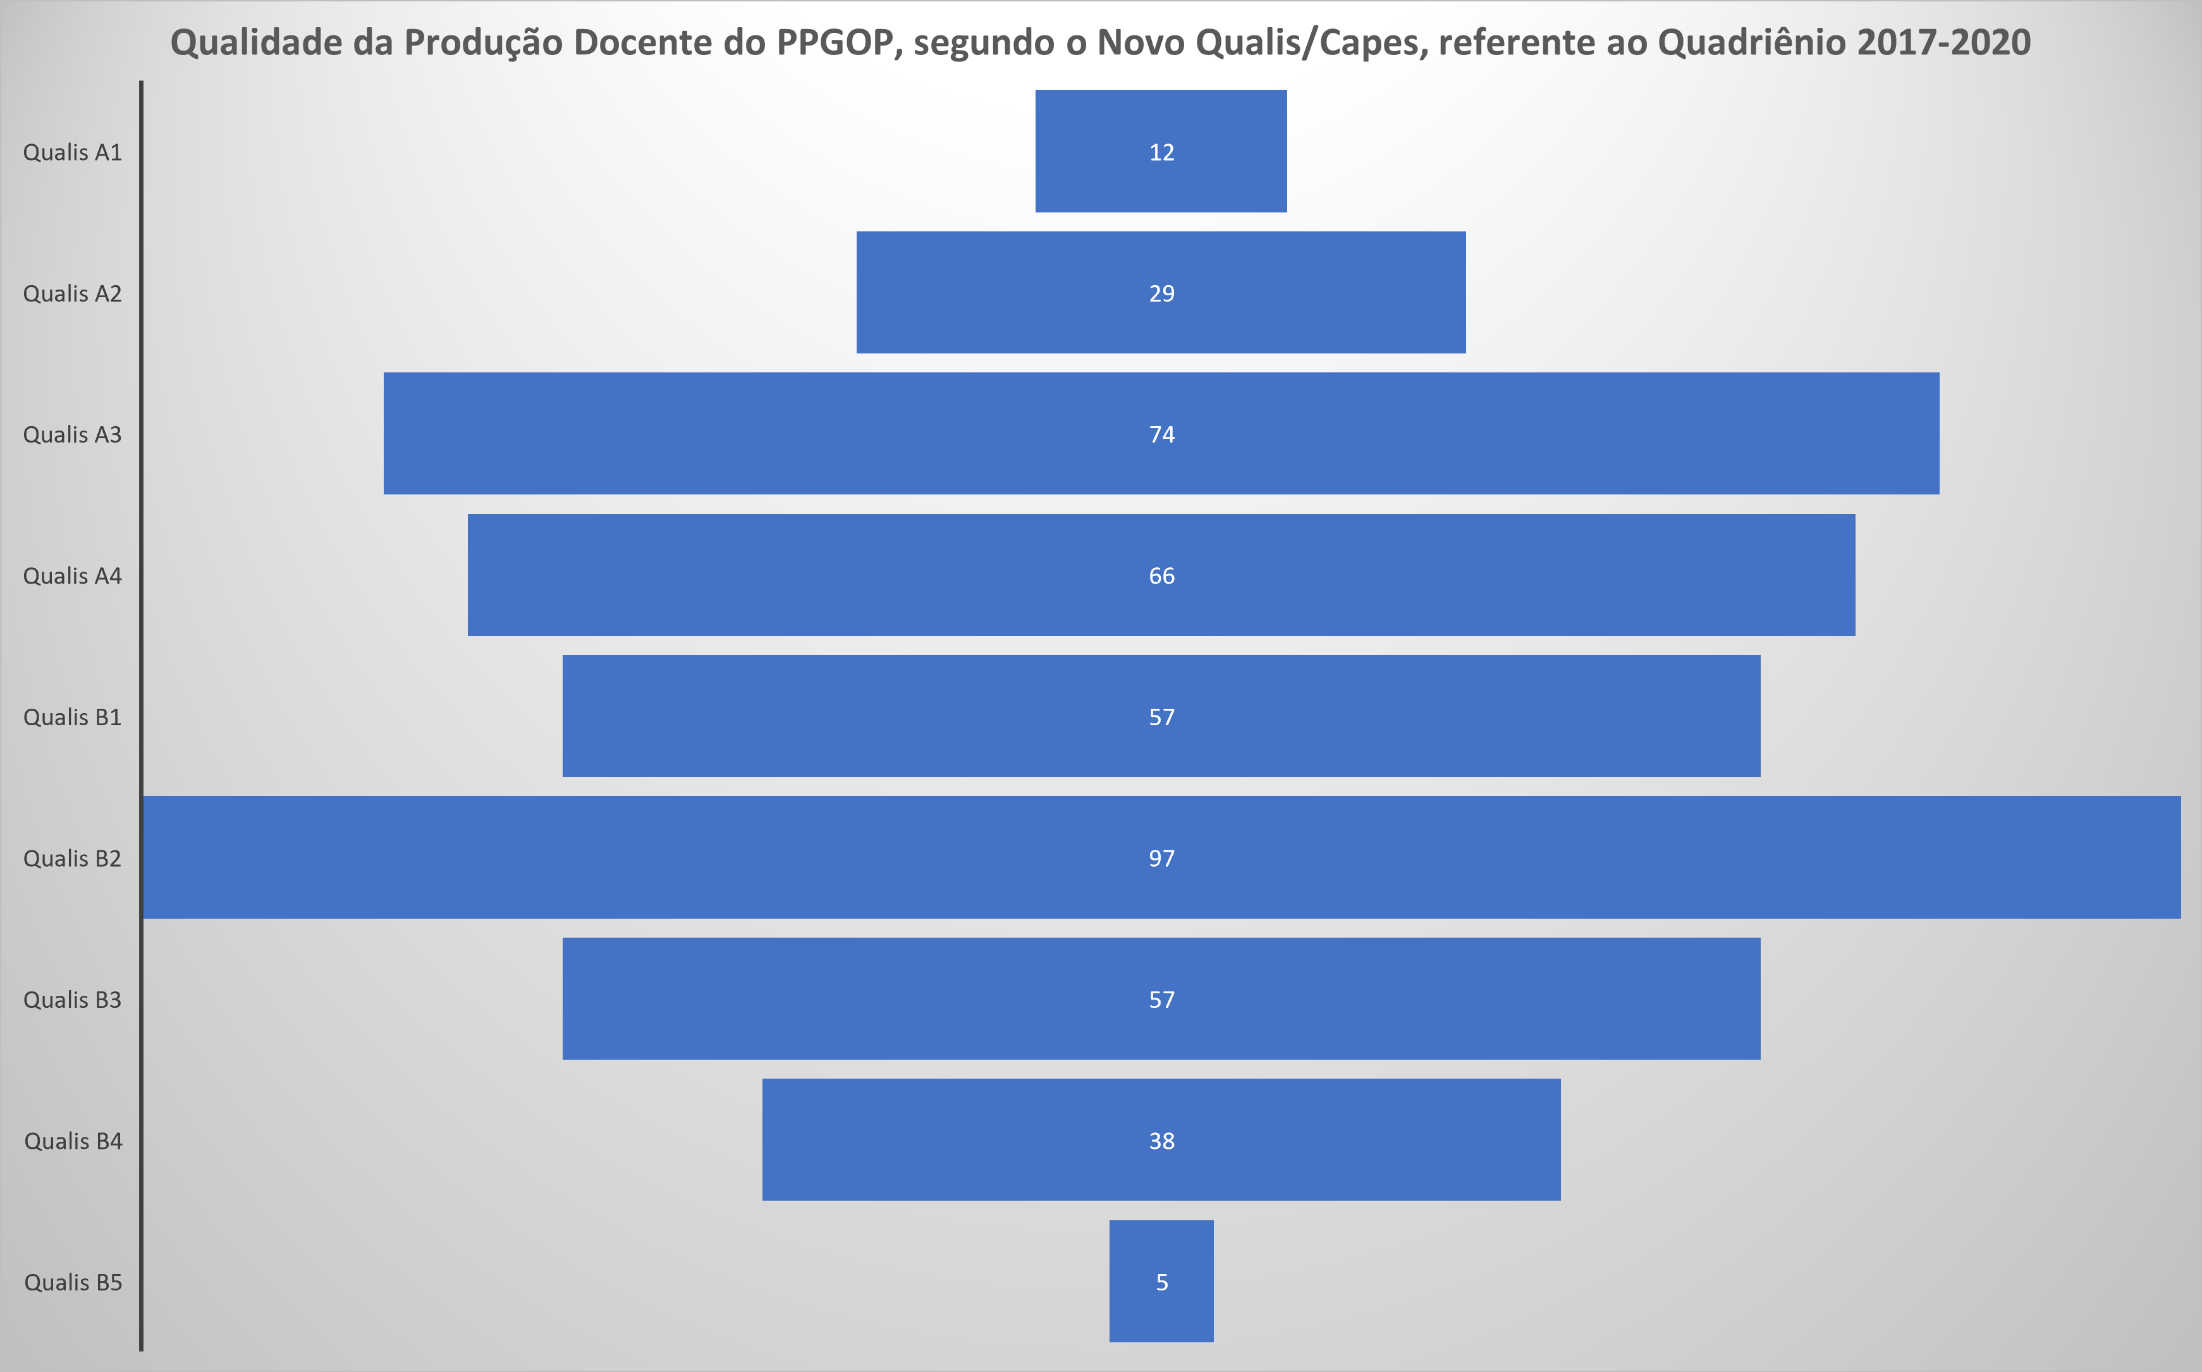 Qualidade da Produção Docente do PPGOP, segundo o Novo Qualis/Capes, referente ao Quadriênio 2017-2020
Qualis A1 12
Qualis A2 29
Qualis A3 74
Qualis A4 66
Qualis B1 57
Qualis B2 97
Qualis B3 57
Qualis B4 38
Qualis B5 5